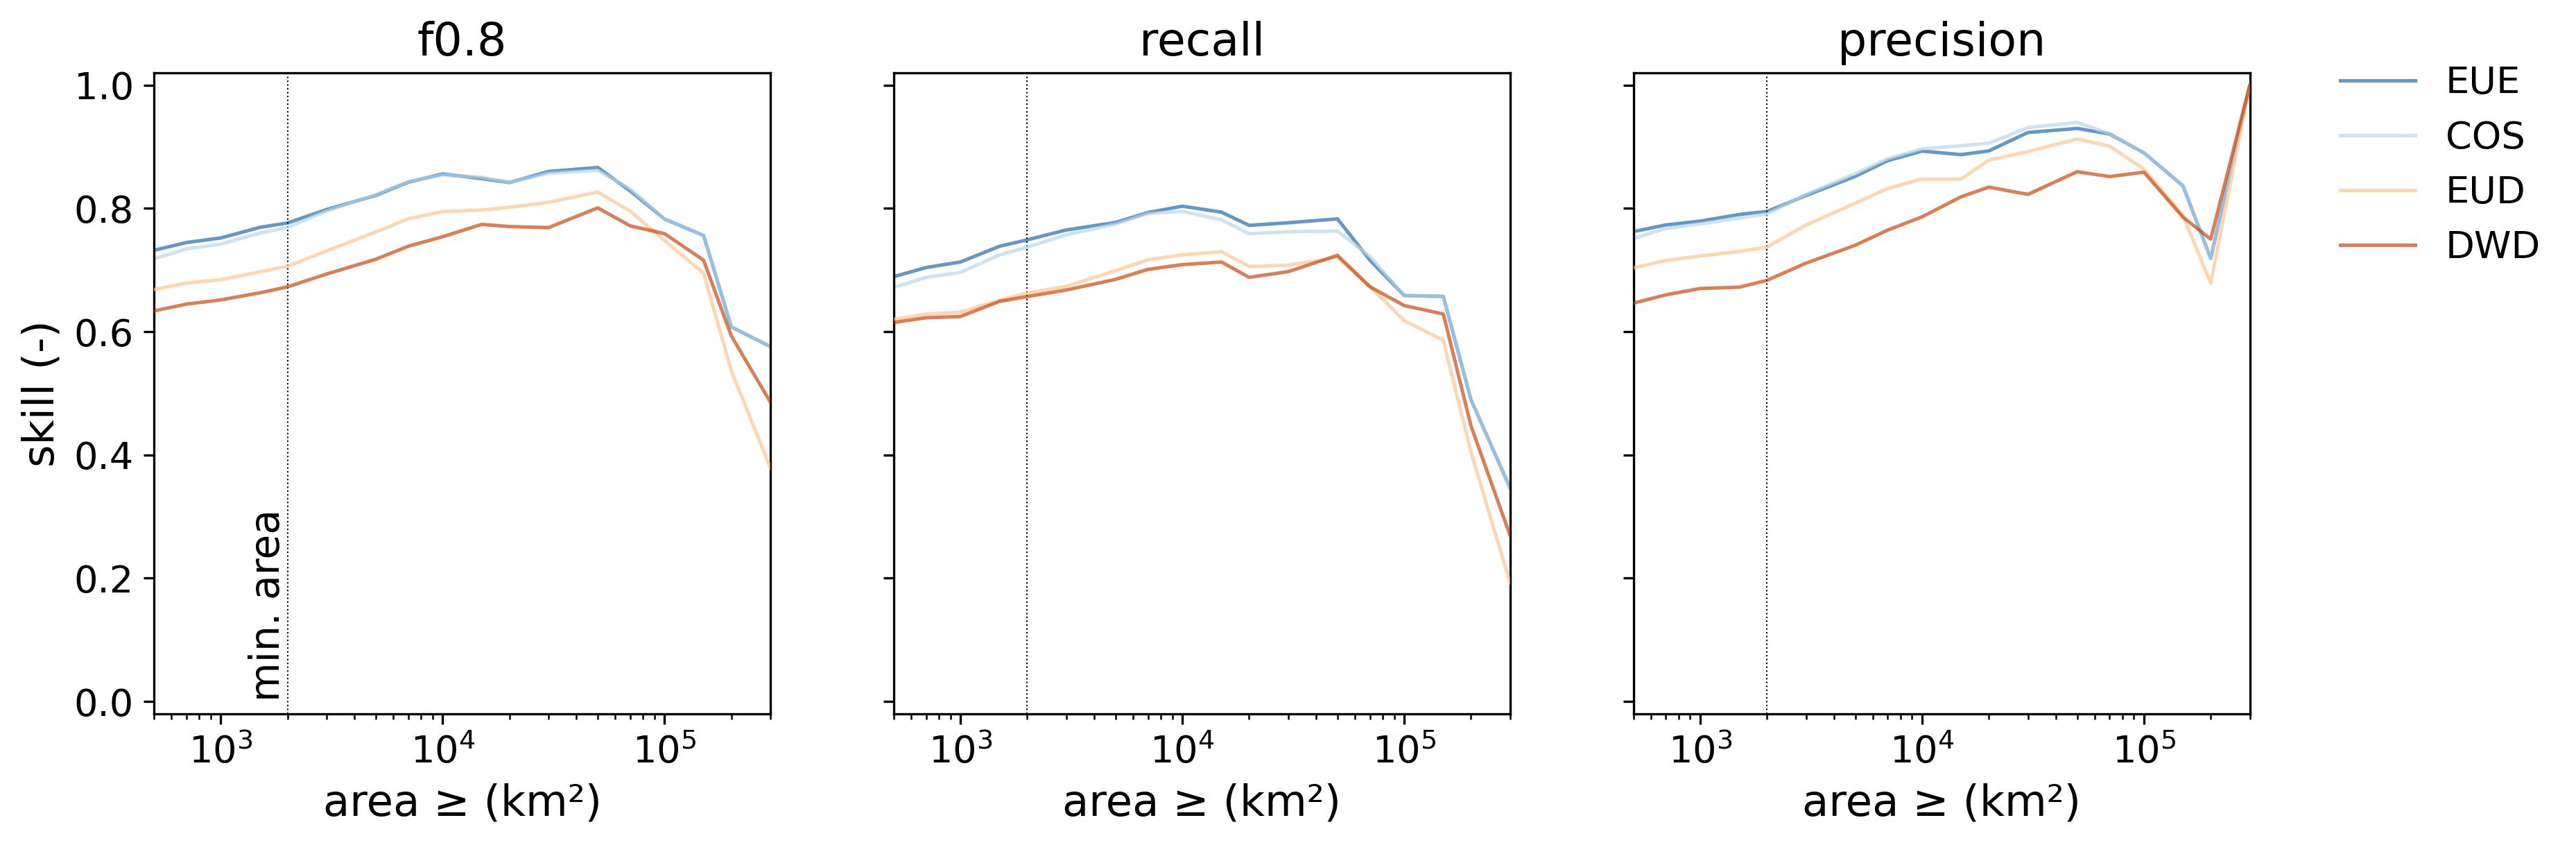 f0.8
recall
precision
EUE
COS
EUD
DWD
skill (-)
1.0
0.8
0.6
0.4
0.2
0.0
min. area
10³ 10⁴ 10⁵
10³ 10⁴ 10⁵
10³ 10⁴ 10⁵
area ≥ (km²)
area ≥ (km²)
area ≥ (km²)